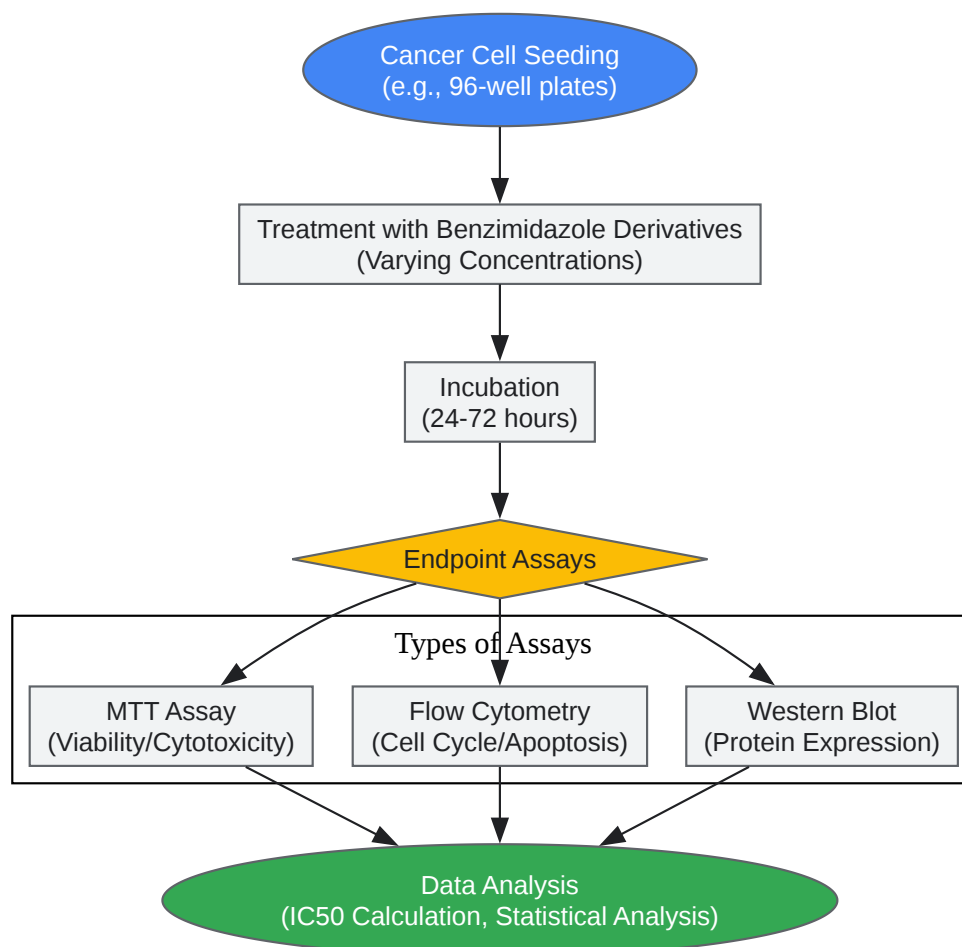 Cancer Cell Seeding
(e.g., 96-well plates)
Treatment with Benzimidazole Derivatives
(Varying Concentrations)
Incubation
(24-72 hours)
Endpoint Assays
Types of Assays
MTT Assay
(Viability/Cytotoxicity)
Flow Cytometry
(Cell Cycle/Apoptosis)
Western Blot
(Protein Expression)
Data Analysis
(IC50 Calculation, Statistical Analysis)